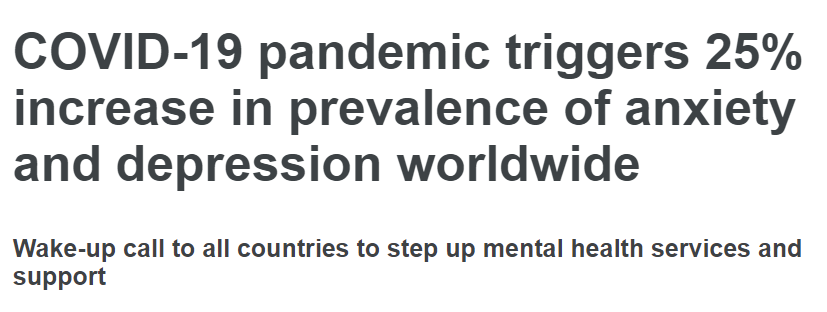 COVID-19 pandemic triggers 25%
increase in prevalence of anxiety
and depression worldwide
Wake-up call to all countries to step up mental health services and
support